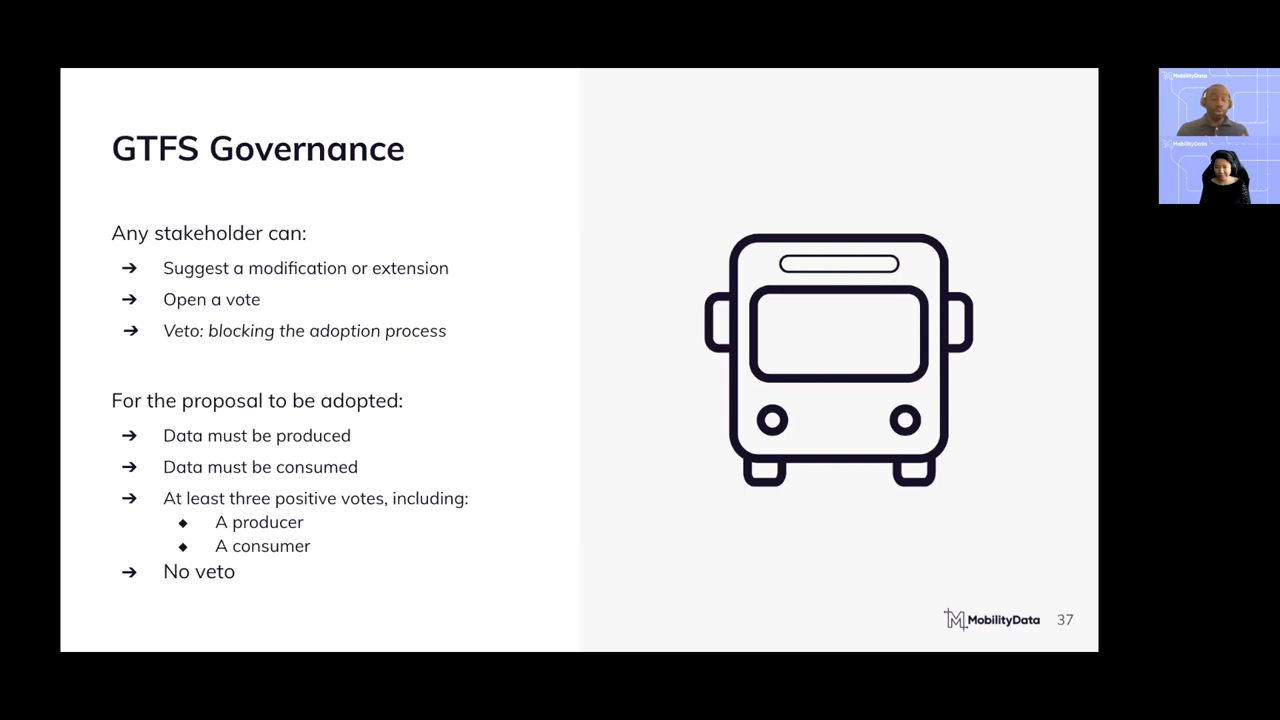 GTFS Governance
Any stakeholder can:
➔ Suggest a modification or extension
➔ Open a vote
➔ Veto: blocking the adoption process
For the proposal to be adopted:
➔ Data must be produced
➔ Data must be consumed
➔ At least three positive votes, including:
◆ A producer
◆ A consumer
➔ No veto
MobilityData 37
MobilityData
MobilityData